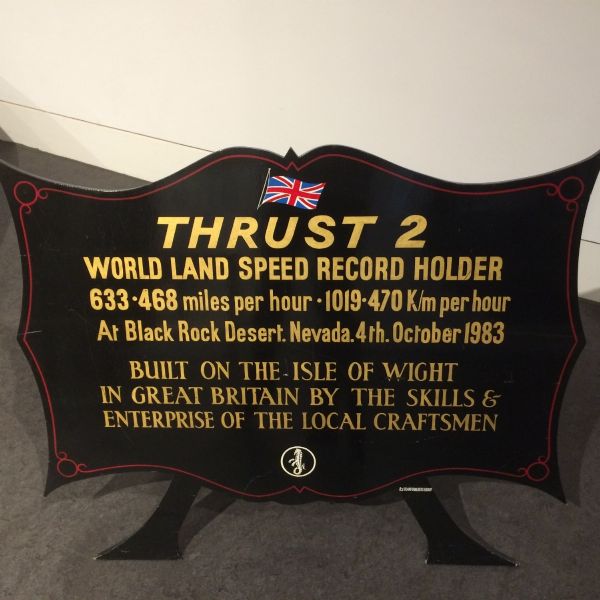 THRUST 2
WORLD LAND SPEED RECORD HOLDER
633·468 miles per hour · 1019·470 K/m per hour
At Black Rock Desert. Nevada. 4th. October 1983
BUILT ON THE ISLE OF WIGHT
IN GREAT BRITAIN BY THE SKILLS &
ENTERPRISE OF THE LOCAL CRAFTSMEN